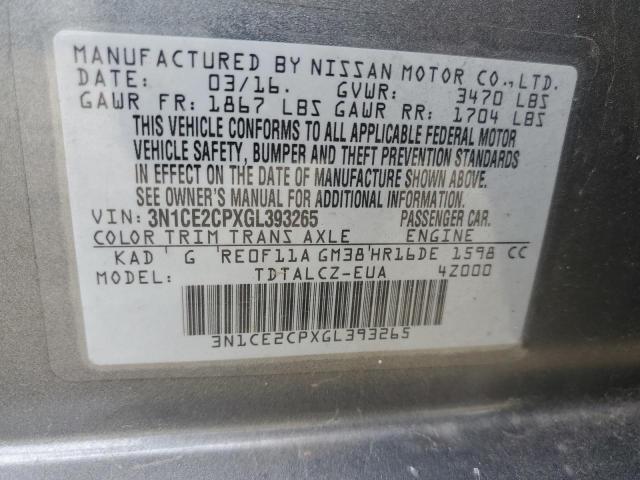 MANUFACTURED BY NISSAN MOTOR CO.,LTD.
DATE: 03/16. GVWR: 3470 LBS
GAWR FR: 1867 LBS GAWR RR: 1704 LBS
THIS VEHICLE CONFORMS TO ALL APPLICABLE FEDERAL MOTOR
VEHICLE SAFETY, BUMPER AND THEFT PREVENTION STANDARDS
IN EFFECT ON THE DATE OF MANUFACTURE SHOWN ABOVE.
SEE OWNER'S MANUAL FOR ADDITIONAL INFORMATION.
VIN: 3N1CE2CPXGL393265 PASSENGER CAR.
COLOR TRIM TRANS AXLE ENGINE
KAD ' G 'RE0F11A GM38'HR16DE 1598 CC
MODEL: TDTALCZ-EUA 4Z000
3N1CE2CPXGL393265